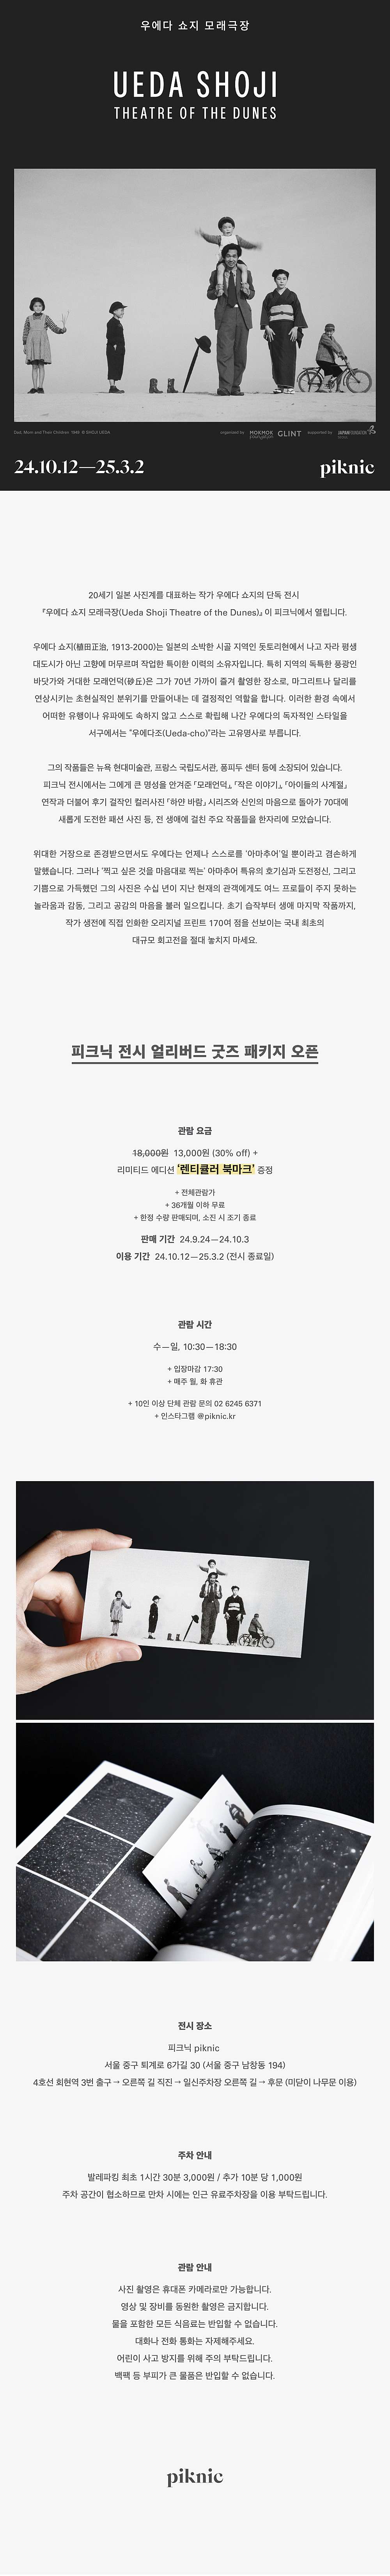 우에다 쇼지 모래극장
UEDA SHOJI
THEATRE OF THE DUNES
Dad, Mom and Their Children, 1949. © SHOJI UEDA
organized by MOKMOK foundation GLINT supported by JAPANFOUNDATION
24.10.12—25.3.2
piknic
20세기 일본 사진계를 대표하는 작가 우에다 쇼지의 단독 전시
『우에다 쇼지 모래극장(Ueda Shoji Theatre of the Dunes)』 이 피크닉에서 열립니다.
우에다 쇼지(植田正治, 1913-2000)는 일본의 소박한 시골 지역인 돗토리현에서 나고 자라 평생
대도시가 아닌 고향에 머무르며 작업한 특이한 이력의 소유자입니다. 특히 지역의 독특한 풍광인
바닷가와 거대한 모래언덕(砂丘)은 그가 70년 가까이 즐겨 촬영한 장소로, 마그리트나 달리를
연상시키는 초현실적인 분위기를 만들어내는 데 결정적인 역할을 합니다. 이러한 환경 속에서
어떠한 유행이나 유파에도 속하지 않고 스스로 확립해 나간 우에다의 독자적인 스타일을
서구에서는 “우에다조(Ueda-cho)”라는 고유명사로 부릅니다.
그의 작품들은 뉴욕 현대미술관, 프랑스 국립도서관, 퐁피두 센터 등에 소장되어 있습니다.
피크닉 전시에서는 그에게 큰 명성을 안겨준 「모래언덕」, 「작은 이야기」, 「아이들의 사계절」
연작과 더불어 후기 걸작인 컬러사진 「하얀 바람」 시리즈와 신인의 마음으로 돌아가 70대에
새롭게 도전한 패션 사진 등, 전 생애에 걸친 주요 작품들을 한자리에 모았습니다.
위대한 거장으로 존경받으면서도 우에다는 언제나 스스로를 ‘아마추어’일 뿐이라고 겸손하게
말했습니다. 그러나 ‘찍고 싶은 것을 마음대로 찍는’ 아마추어 특유의 호기심과 도전정신, 그리고
기쁨으로 가득했던 그의 사진은 수십 년이 지난 현재의 관객에게도 여느 프로들이 주지 못하는
놀라움과 감동, 그리고 공감의 마음을 불러 일으킵니다. 초기 습작부터 생애 마지막 작품까지,
작가 생전에 직접 인화한 오리지널 프린트 170여 점을 선보이는 국내 최초의
대규모 회고전을 절대 놓치지 마세요.
피크닉 전시 얼리버드 굿즈 패키지 오픈
관람 요금
18,000원 13,000원 (30% off) +
리미티드 에디션 ‘렌티큘러 북마크’ 증정
+ 전체관람가
+ 36개월 이하 무료
+ 한정 수량 판매되며, 소진 시 조기 종료
판매 기간 24.9.24—24.10.3
이용 기간 24.10.12—25.3.2 (전시 종료일)
관람 시간
수—일, 10:30—18:30
+ 입장마감 17:30
+ 매주 월, 화 휴관
+ 10인 이상 단체 관람 문의 02 6245 6371
+ 인스타그램 @piknic.kr
전시 장소
피크닉 piknic
서울 중구 퇴계로 6가길 30 (서울 중구 남창동 194)
4호선 회현역 3번 출구 → 오른쪽 길 직진 → 일신주차장 오른쪽 길 → 후문 (미닫이 나무문 이용)
주차 안내
발레파킹 최초 1시간 30분 3,000원 / 추가 10분 당 1,000원
주차 공간이 협소하므로 만차 시에는 인근 유료주차장을 이용 부탁드립니다.
관람 안내
사진 촬영은 휴대폰 카메라로만 가능합니다.
영상 및 장비를 동원한 촬영은 금지합니다.
물을 포함한 모든 식음료는 반입할 수 없습니다.
대화나 전화 통화는 자제해주세요.
어린이 사고 방지를 위해 주의 부탁드립니다.
백팩 등 부피가 큰 물품은 반입할 수 없습니다.
piknic